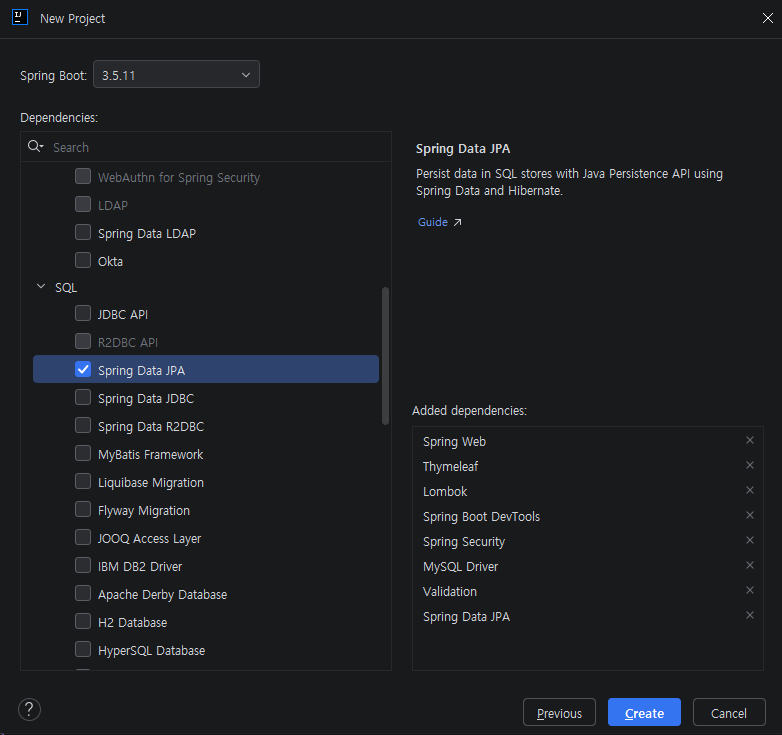 New Project
Spring Boot: 3.5.11
Dependencies:
Search
WebAuthn for Spring Security
LDAP
Spring Data LDAP
Okta
SQL
JDBC API
R2DBC API
Spring Data JPA
Spring Data JDBC
Spring Data R2DBC
MyBatis Framework
Liquibase Migration
Flyway Migration
JOOQ Access Layer
IBM DB2 Driver
Apache Derby Database
H2 Database
HyperSQL Database
Spring Data JPA
Persist data in SQL stores with Java Persistence API using
Spring Data and Hibernate.
Guide ↗
Added dependencies:
Spring Web
Thymeleaf
Lombok
Spring Boot DevTools
Spring Security
MySQL Driver
Validation
Spring Data JPA
? Previous Create Cancel